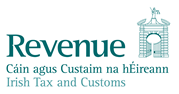 Revenue
Cáin agus Custaim na hÉireann
Irish Tax and Customs